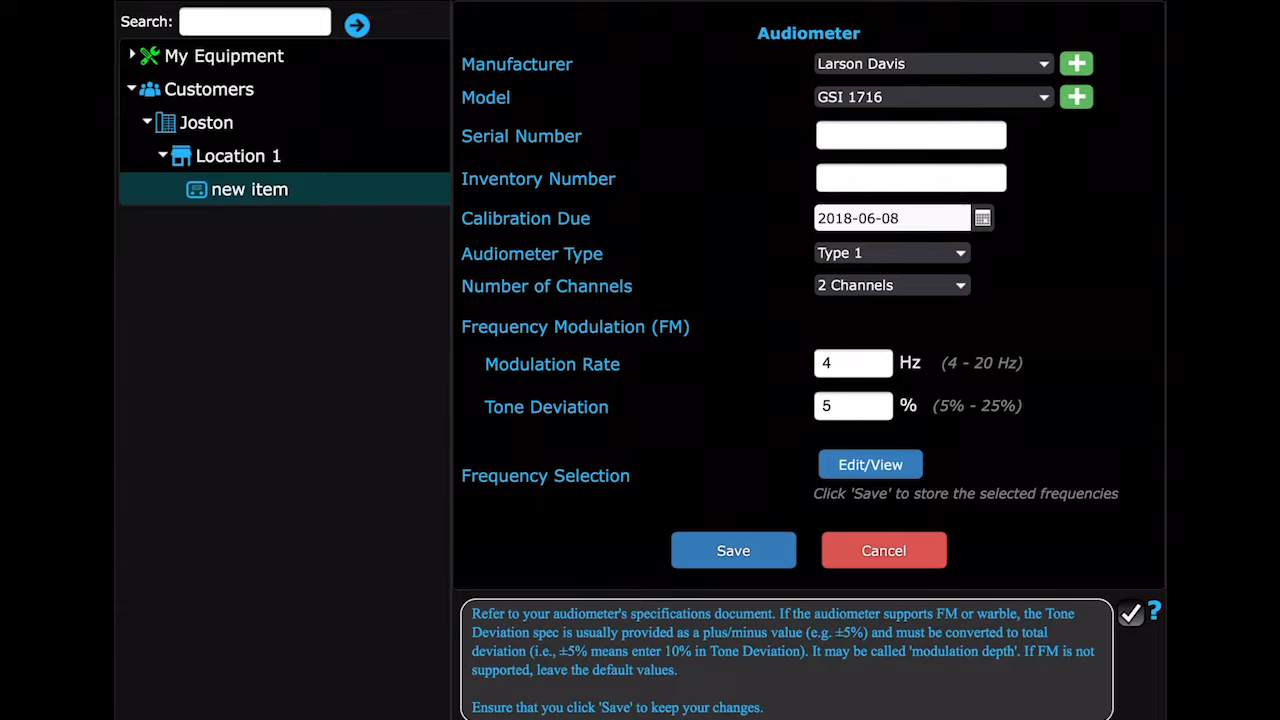 Search:
My Equipment
Customers
Joston
Location 1
new item
Audiometer
Manufacturer Larson Davis
Model GSI 1716
Serial Number
Inventory Number
Calibration Due 2018-06-08
Audiometer Type Type 1
Number of Channels 2 Channels
Frequency Modulation (FM)
Modulation Rate 4 Hz (4 - 20 Hz)
Tone Deviation 5 % (5% - 25%)
Frequency Selection Edit/View
Click 'Save' to store the selected frequencies
Save Cancel
Refer to your audiometer's specifications document. If the audiometer supports FM or warble, the Tone
Deviation spec is usually provided as a plus/minus value (e.g. ±5%) and must be converted to total
deviation (i.e., ±5% means enter 10% in Tone Deviation). It may be called 'modulation depth'. If FM is not
supported, leave the default values.
Ensure that you click 'Save' to keep your changes.
?